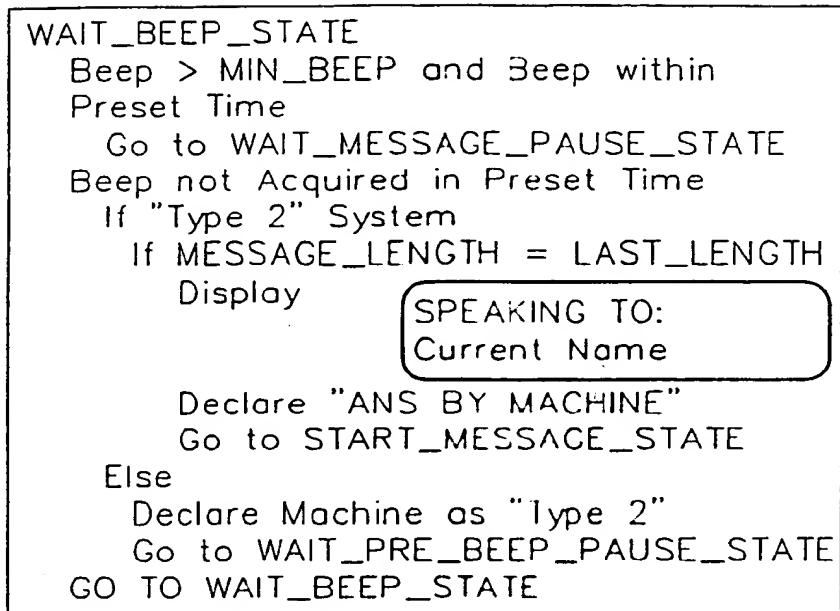 WAIT_BEEP_STATE
Beep > MIN_BEEP and Beep within
Preset Time
Go to WAIT_MESSAGE_PAUSE_STATE
Beep not Acquired in Preset Time
If "Type 2" System
If MESSAGE_LENGTH = LAST_LENGTH
Display
SPEAKING TO:
Current Name
Declare "ANS BY MACHINE"
Go to START_MESSAGE_STATE
Else
Declare Machine as "Type 2"
Go to WAIT_PRE_BEEP_PAUSE_STATE
GO TO WAIT_BEEP_STATE